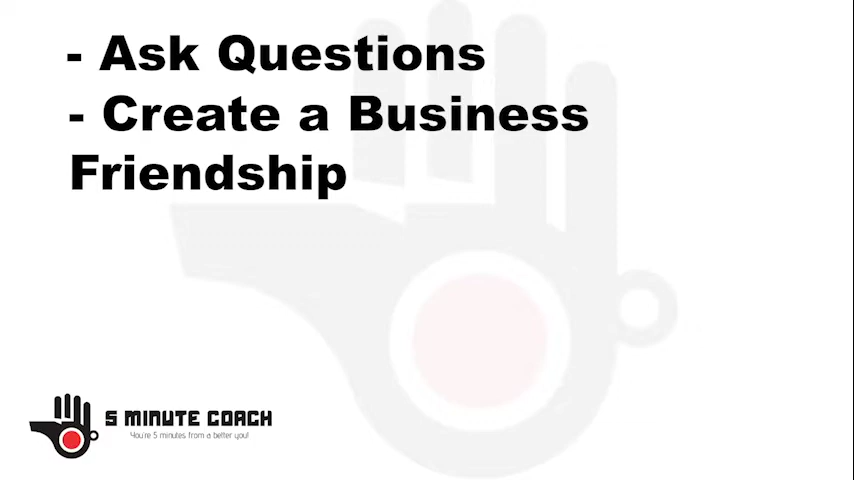 - Ask Questions
- Create a Business
Friendship
5 MINUTE COACH
You're 5 minutes from a better you!